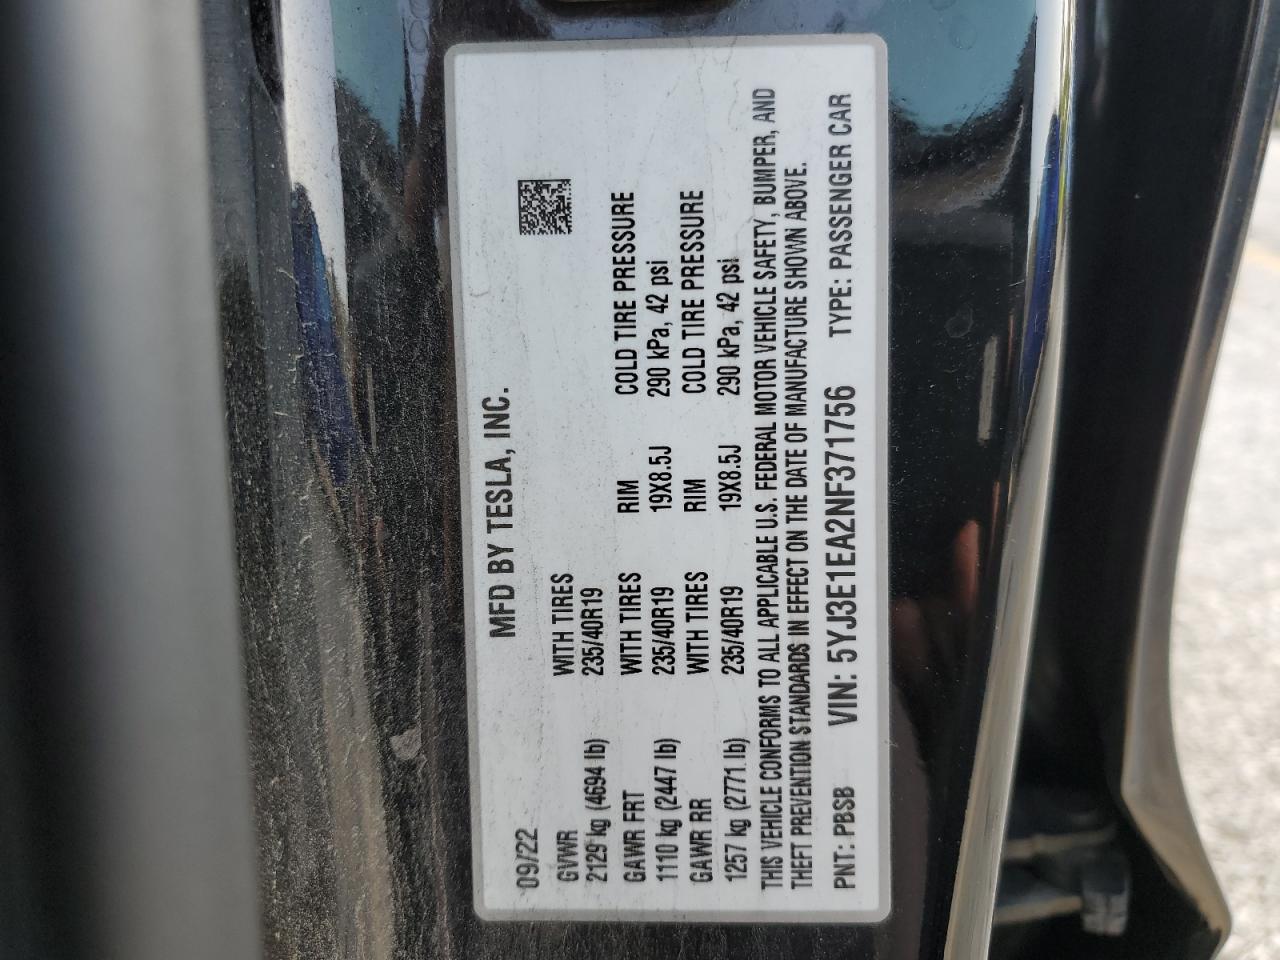 MFD BY TESLA, INC.
09/22
GVWR WITH TIRES
2129 kg (4694 lb) 235/40R19
GAWR FRT WITH TIRES RIM COLD TIRE PRESSURE
1110 kg (2447 lb) 235/40R19 19X8.5J 290 kPa, 42 psi
GAWR RR WITH TIRES RIM COLD TIRE PRESSURE
1257 kg (2771 lb) 235/40R19 19X8.5J 290 kPa, 42 psi
THIS VEHICLE CONFORMS TO ALL APPLICABLE U.S. FEDERAL MOTOR VEHICLE SAFETY, BUMPER, AND
THEFT PREVENTION STANDARDS IN EFFECT ON THE DATE OF MANUFACTURE SHOWN ABOVE.
PNT: PBSB VIN: 5YJ3E1EA2NF371756 TYPE: PASSENGER CAR